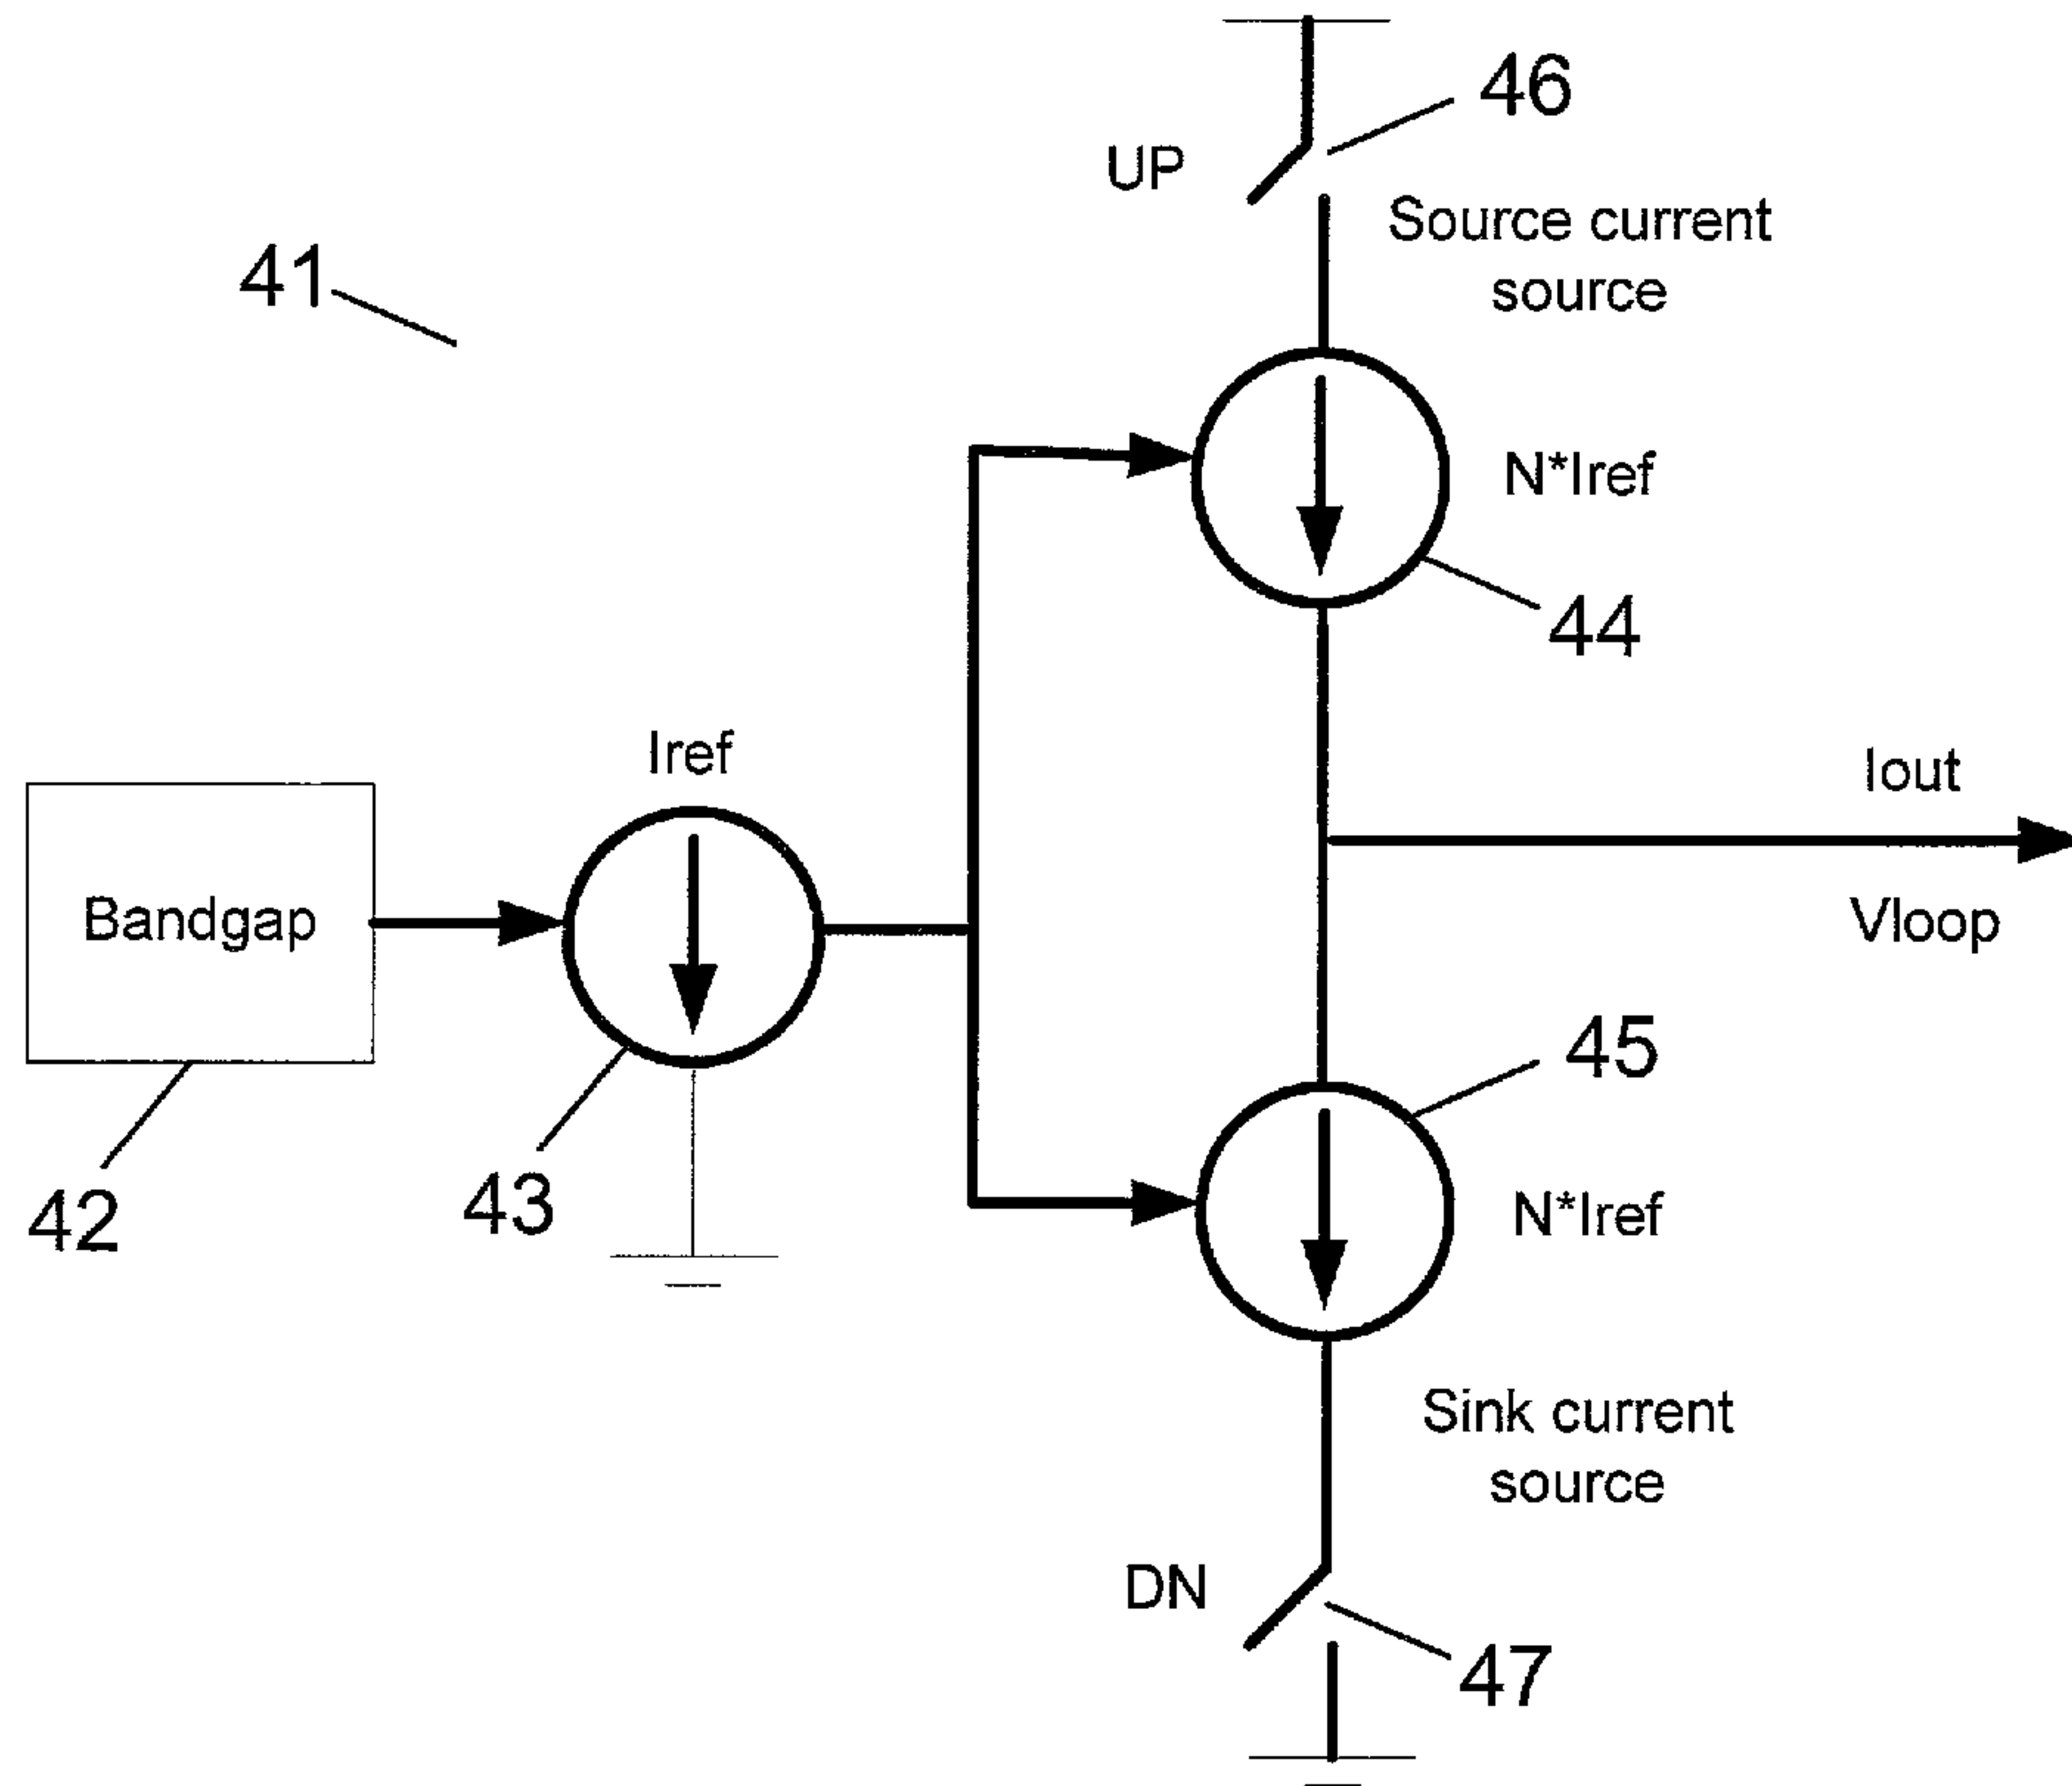 46
UP
Source current
source
41
N*Iref
44
Iref
Iout
Bandgap
Vloop
45
43
42
N*Iref
Sink current
source
DN
47